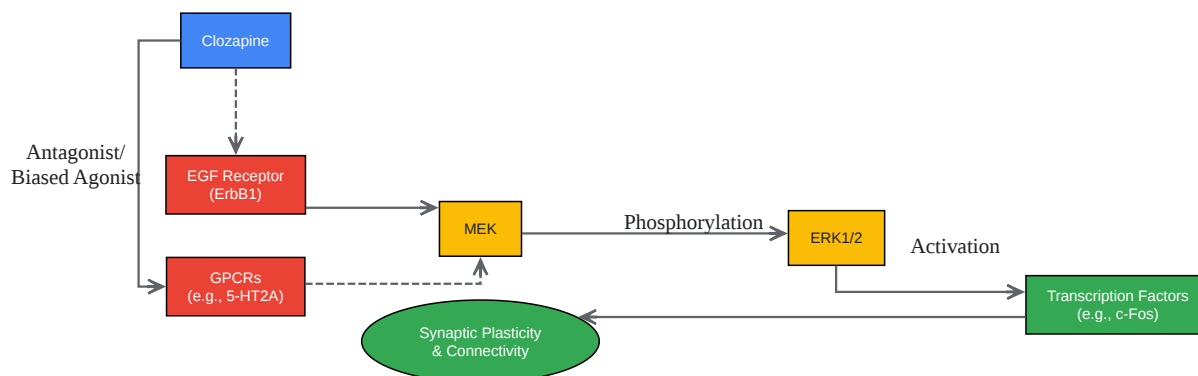 Clozapine
Antagonist/
Biased Agonist
EGF Receptor
(ErbB1)
MEK
Phosphorylation
ERK1/2
Activation
GPCRs
(e.g., 5-HT2A)
Transcription Factors
(e.g., c-Fos)
Synaptic Plasticity
& Connectivity